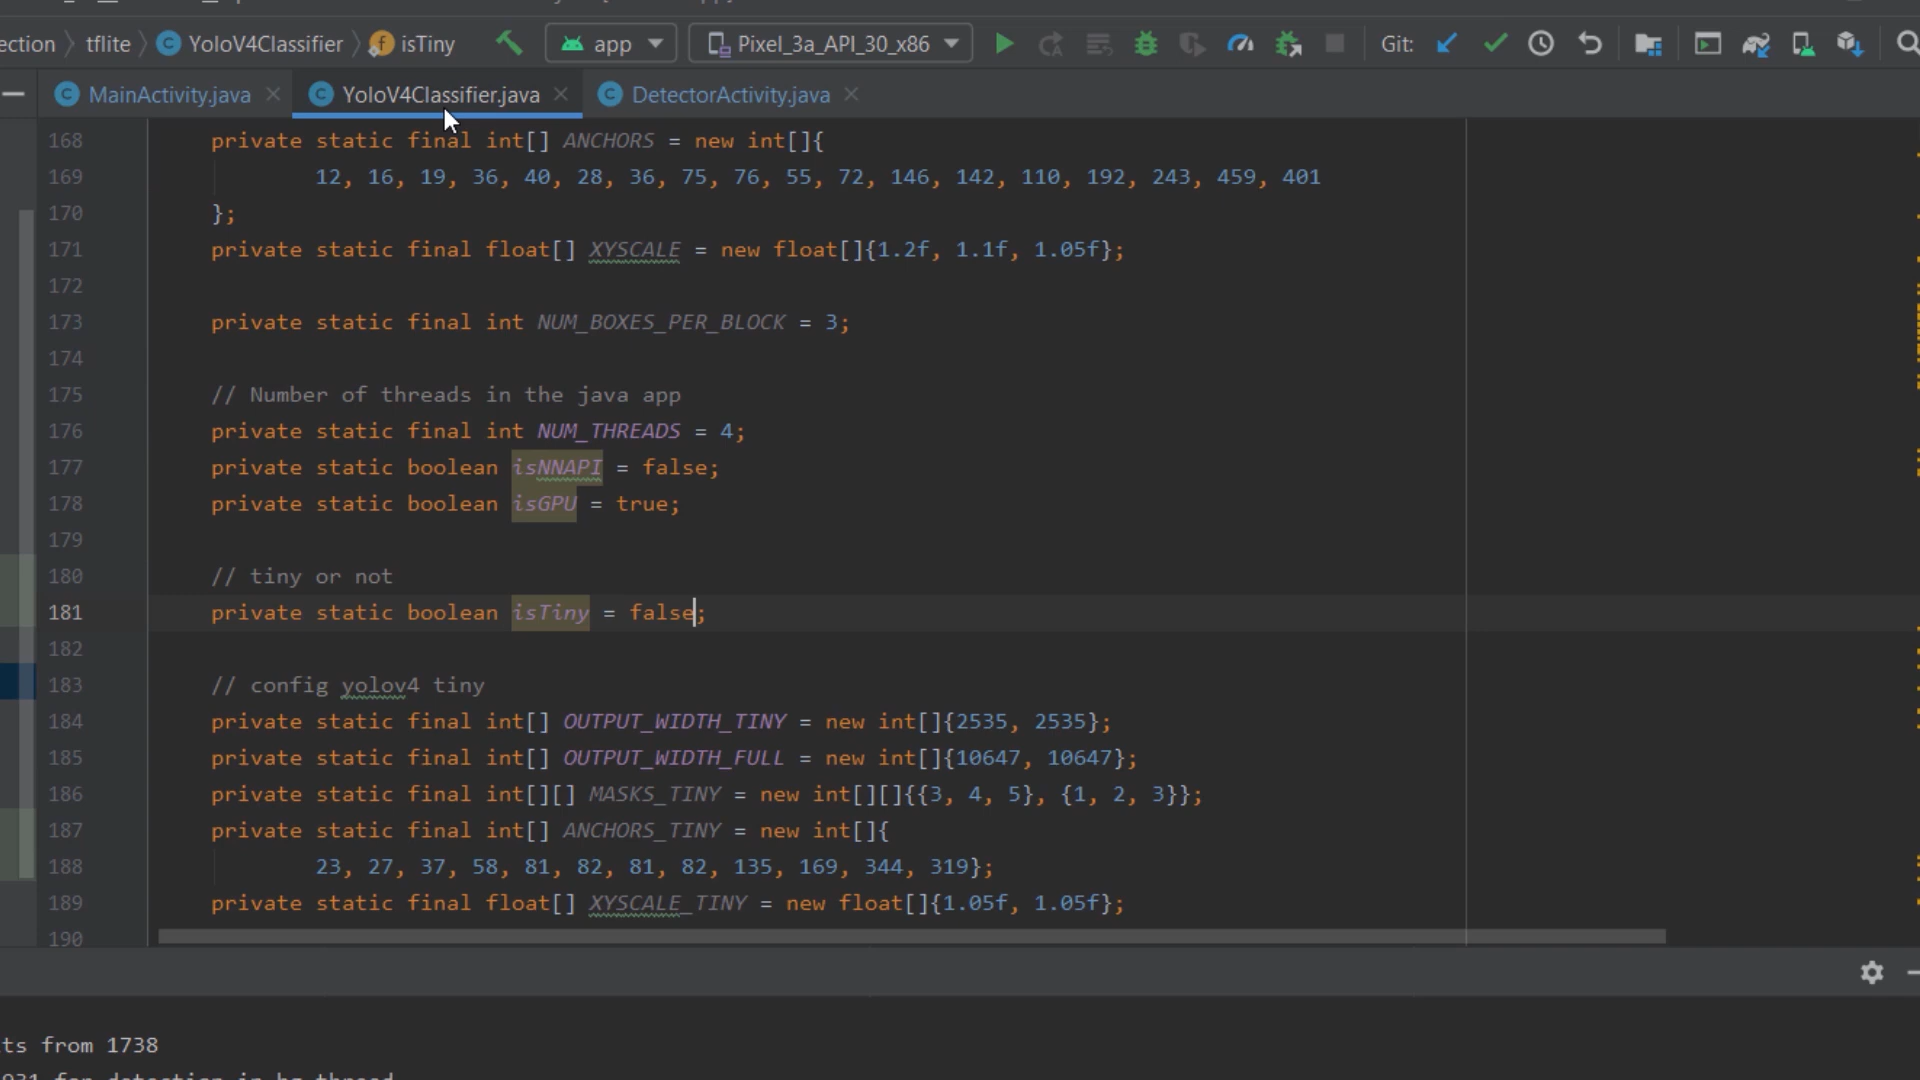 ection tflite YoloV4Classifier isTiny app Pixel_3a_API_30_x86 Git:
MainActivity.java YoloV4Classifier.java DetectorActivity.java
168 private static final int[] ANCHORS = new int[]{
169 12, 16, 19, 36, 40, 28, 36, 75, 76, 55, 72, 146, 142, 110, 192, 243, 459, 401
170 };
171 private static final float[] XYSCALE = new float[]{1.2f, 1.1f, 1.05f};
172
173 private static final int NUM_BOXES_PER_BLOCK = 3;
174
175 // Number of threads in the java app
176 private static final int NUM_THREADS = 4;
177 private static boolean isNNAPI = false;
178 private static boolean isGPU = true;
179
180 // tiny or not
181 private static boolean isTiny = false;
182
183 // config yolov4 tiny
184 private static final int[] OUTPUT_WIDTH_TINY = new int[]{2535, 2535};
185 private static final int[] OUTPUT_WIDTH_FULL = new int[]{10647, 10647};
186 private static final int[][] MASKS_TINY = new int[][]{{3, 4, 5}, {1, 2, 3}};
187 private static final int[] ANCHORS_TINY = new int[]{
188 23, 27, 37, 58, 81, 82, 81, 82, 135, 169, 344, 319};
189 private static final float[] XYSCALE_TINY = new float[]{1.05f, 1.05f};
190
ts from 1738
931 for detection in bg thread